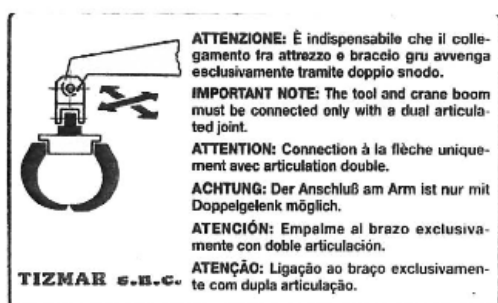 ATTENZIONE: È indispensabile che il colle-
gamento fra attrezzo e braccio gru avvenga
esclusivamente tramite doppio snodo.
IMPORTANT NOTE: The tool and crane boom
must be connected only with a dual articula-
ted joint.
ATTENTION: Connection à la flèche unique-
ment avec articulation double.
ACHTUNG: Der Anschluß am Arm ist nur mit
Doppelgelenk möglich.
ATENCIÓN: Empalme al brazo exclusiva-
mente con doble articulación.
ATENÇÃO: Ligação ao braço exclusivamen-
te com dupla articulação.
TIZMAR s.n.c.